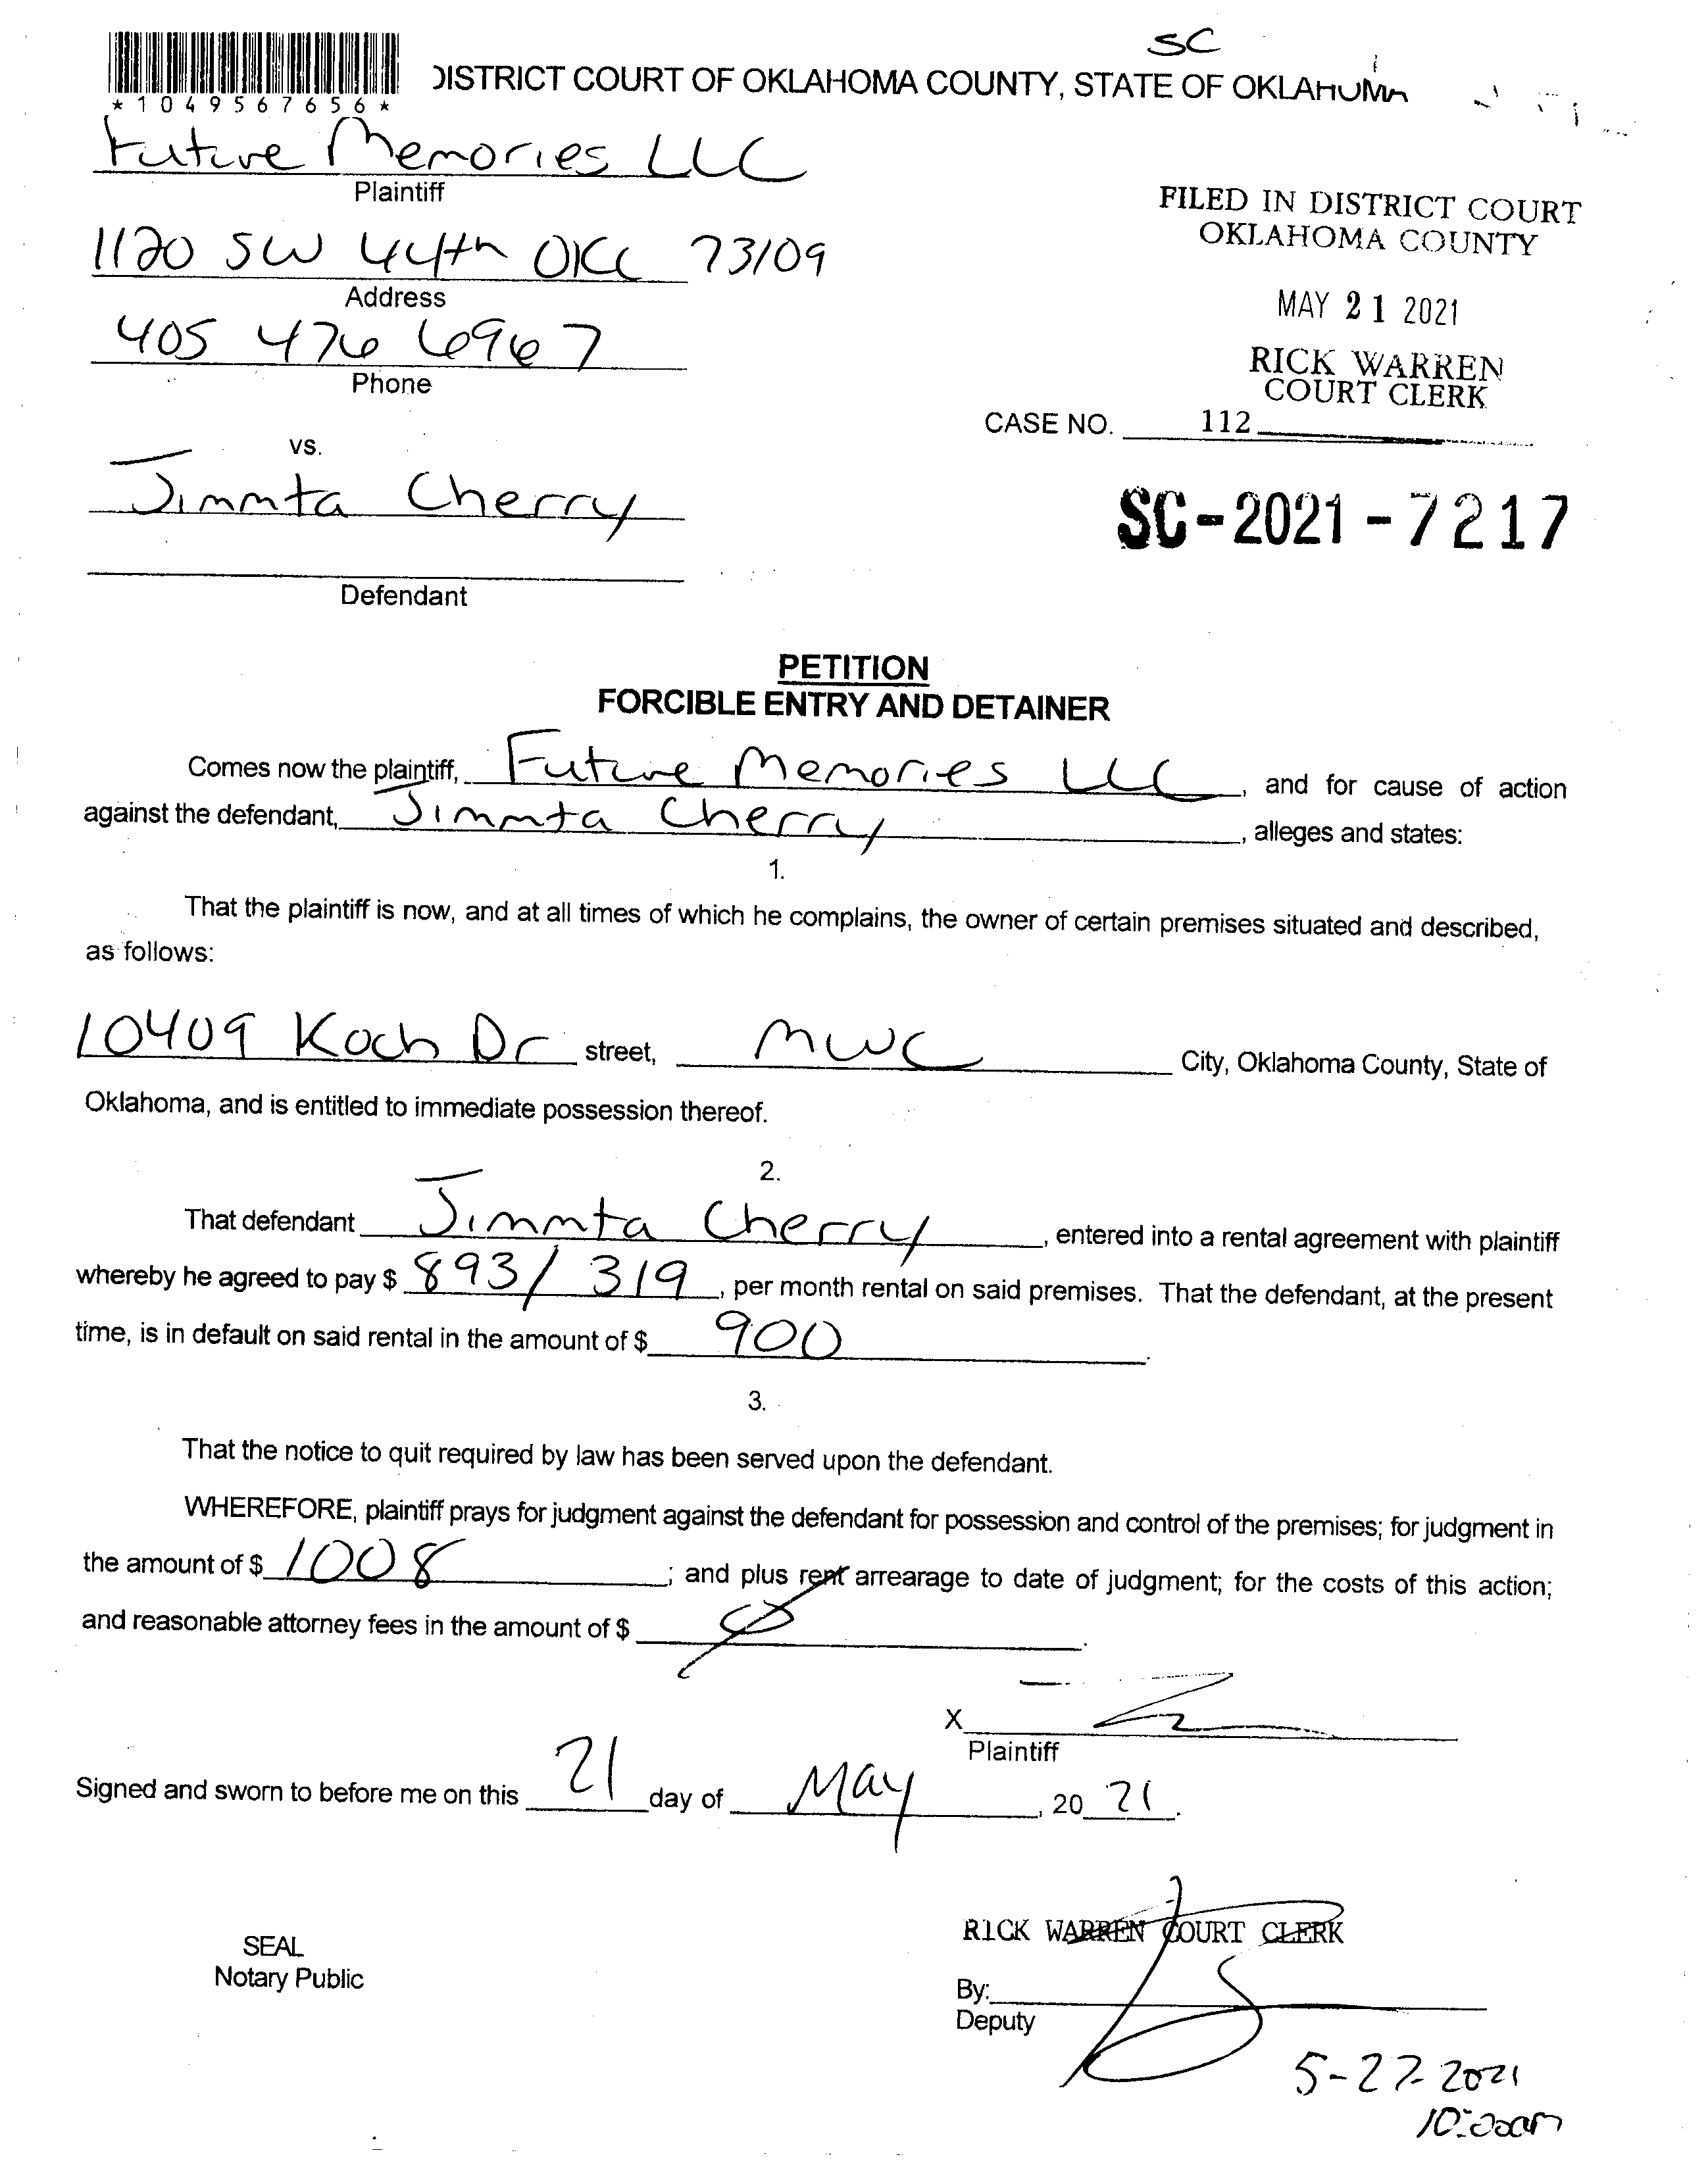 SC
DISTRICT COURT OF OKLAHOMA COUNTY, STATE OF OKLAHOMA
*1049567656*
Future Memories LLC
Plaintiff
1120 SW 44th OKC 73109
Address
405 476 6967
Phone
FILED IN DISTRICT COURT
OKLAHOMA COUNTY
MAY 21 2021
RICK WARREN
COURT CLERK
CASE NO. 112
vs.
Jimmta Cherry
SC-2021-7217
Defendant
PETITION
FORCIBLE ENTRY AND DETAINER
Comes now the plaintiff, Future Memories LLC, and for cause of action
against the defendant, Jimmta Cherry, alleges and states:
1.
That the plaintiff is now, and at all times of which he complains, the owner of certain premises situated and described,
as follows:
10409 Koch Dr street, MWC City, Oklahoma County, State of
Oklahoma, and is entitled to immediate possession thereof.
2.
That defendant Jimmta Cherry, entered into a rental agreement with plaintiff
whereby he agreed to pay $ 893/319, per month rental on said premises. That the defendant, at the present
time, is in default on said rental in the amount of $ 900.
3.
That the notice to quit required by law has been served upon the defendant.
WHEREFORE, plaintiff prays for judgment against the defendant for possession and control of the premises; for judgment in
the amount of $ 1008; and plus rent arrearage to date of judgment; for the costs of this action;
and reasonable attorney fees in the amount of $ Ø.
X
Plaintiff
Signed and sworn to before me on this 21 day of May, 2021.
RICK WARREN COURT CLERK
SEAL
Notary Public
By:
Deputy
5-27-2021
10:00am